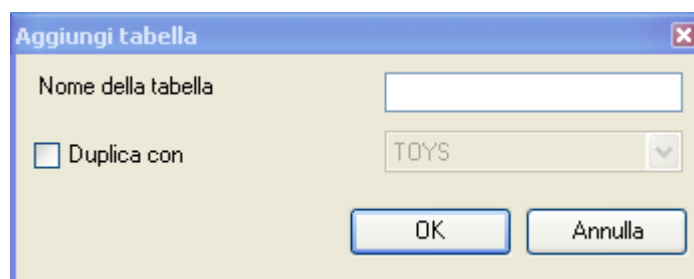 Aggiungi tabella
Nome della tabella
Duplica con
TOYS
OK
Annulla